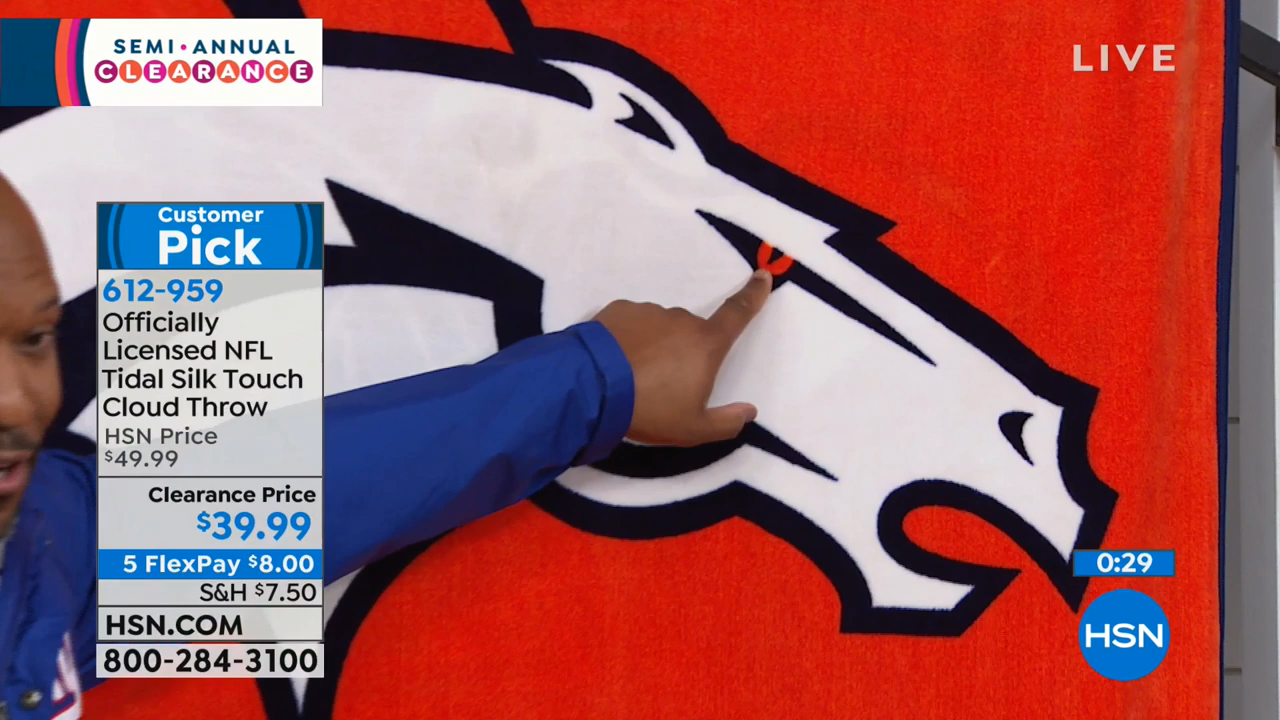 SEMI•ANNUAL
CLEARANCE
LIVE
Customer
Pick
612-959
Officially
Licensed NFL
Tidal Silk Touch
Cloud Throw
HSN Price
$49.99
Clearance Price
$39.99
5 FlexPay $8.00
S&H $7.50
HSN.COM
800-284-3100
0:29
HSN